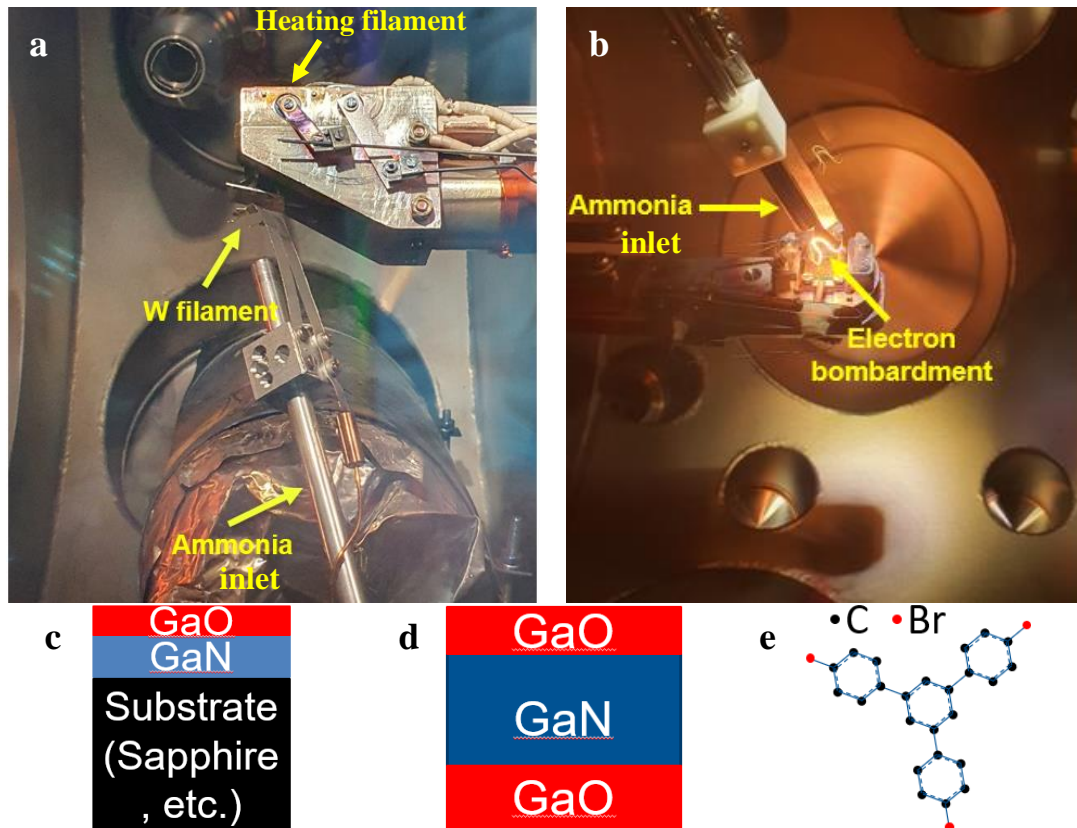 a
Heating filament
W filament
Ammonia
inlet
b
Ammonia
inlet
Electron
bombardment
c
GaO
GaN
Substrate
(Sapphire
, etc.)
d
GaO
GaN
GaO
e
C Br